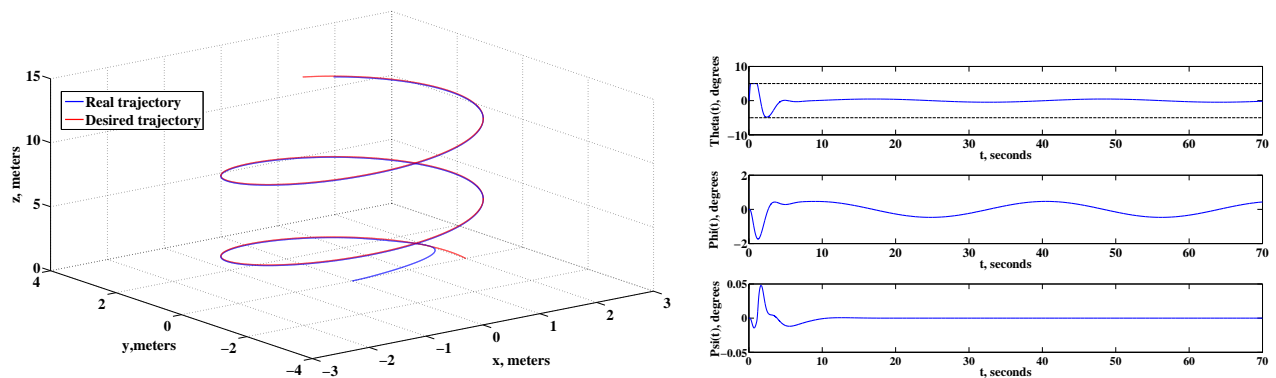 15
10
5
0
z, meters
Real trajectory
Desired trajectory
4
2
0
−2
−4
y,meters
−3
−2
−1
0
1
2
3
x, meters
10
0
−10
Theta(t), degrees
0 10 20 30 40 50 60 70
t, seconds
2
0
−2
Phi(t), degrees
0 10 20 30 40 50 60 70
t, seconds
0.05
0
−0.05
Psi(t), degrees
0 10 20 30 40 50 60 70
t, seconds